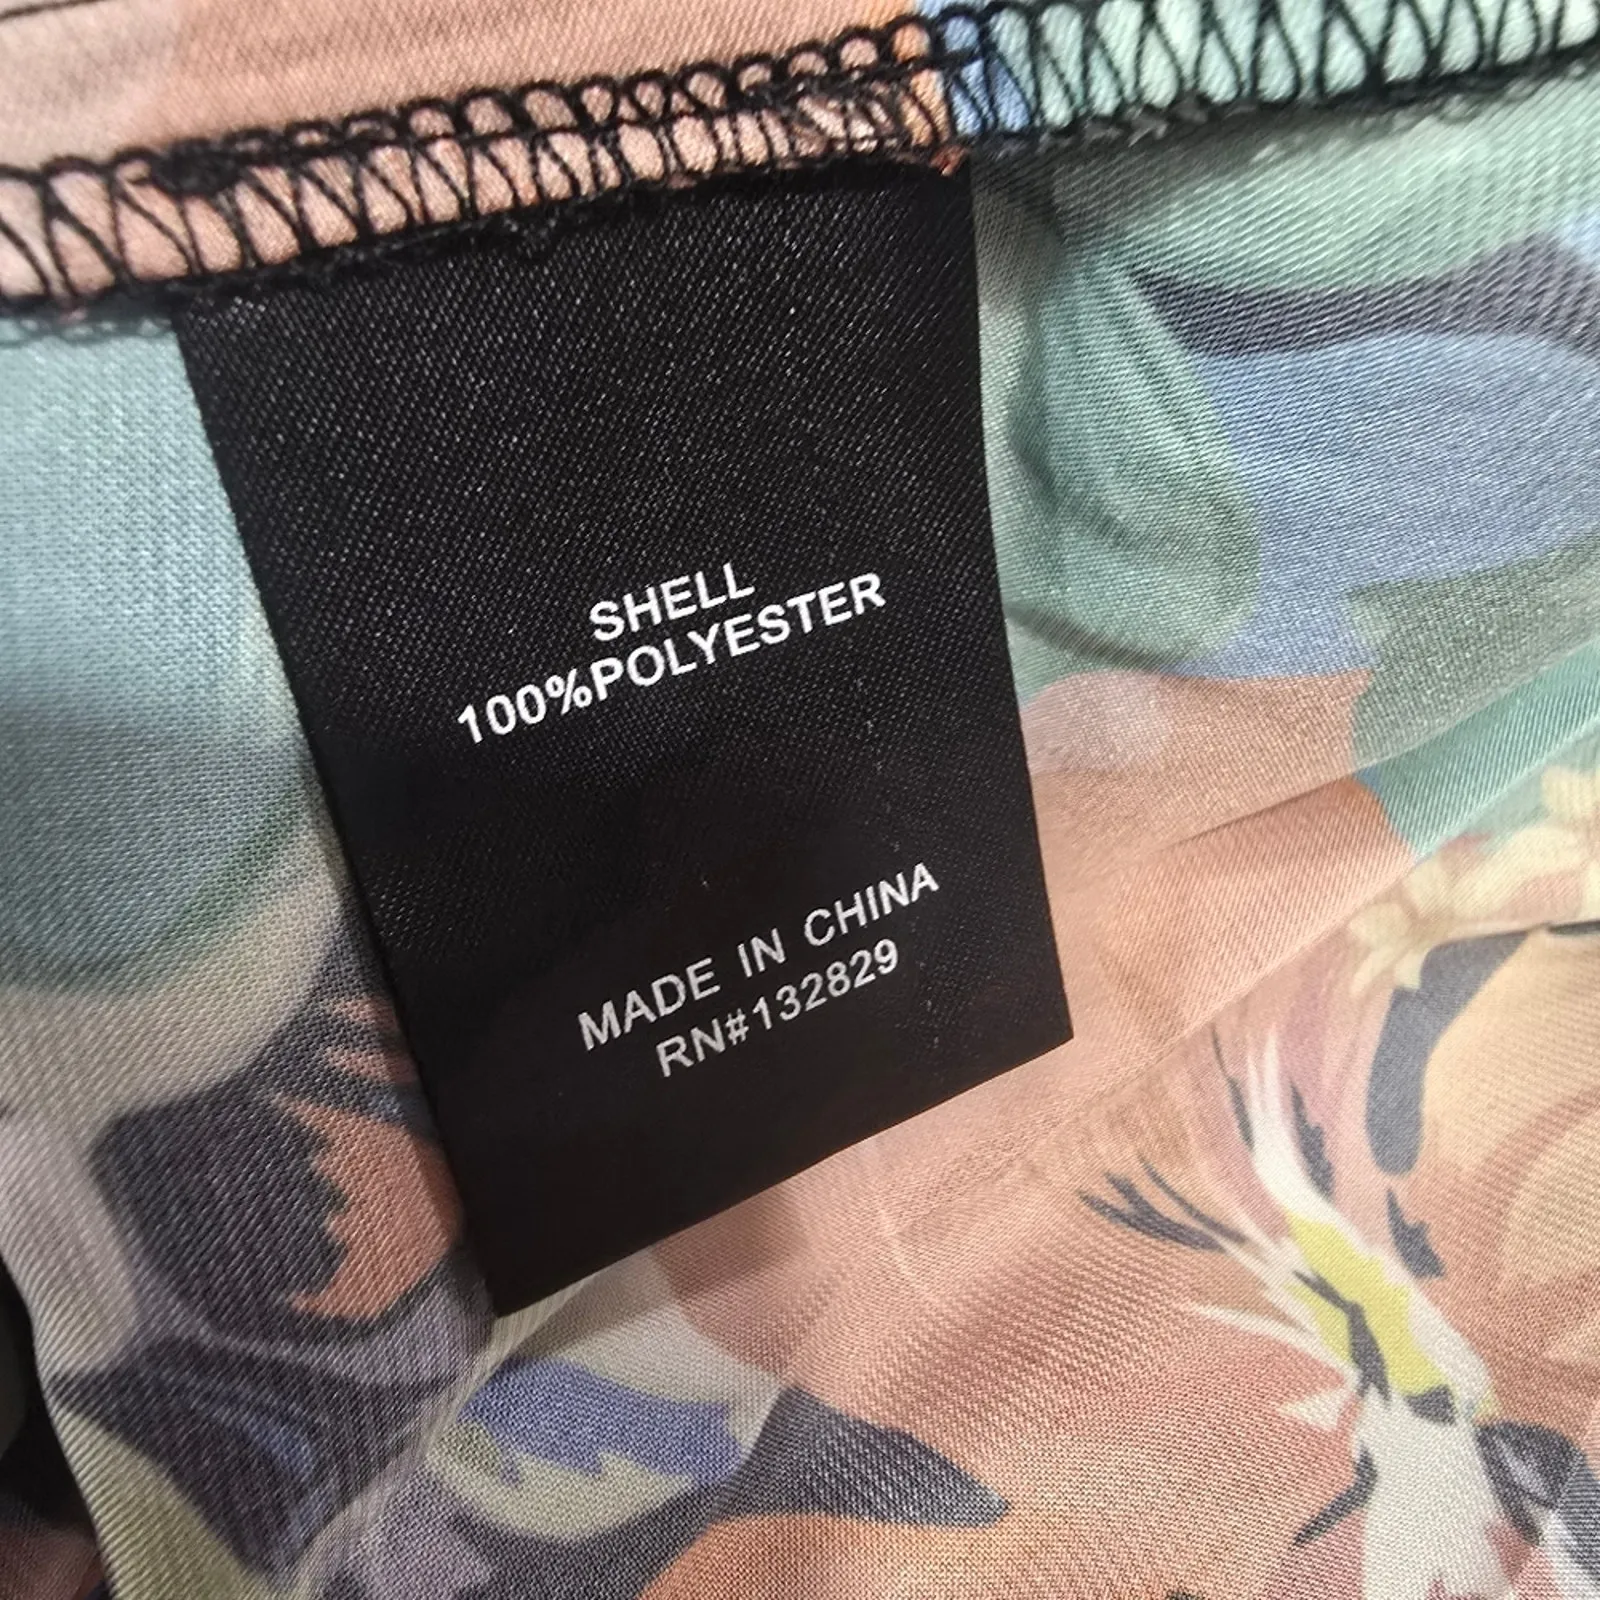 SHELL
100%POLYESTER
MADE IN CHINA
RN#132829